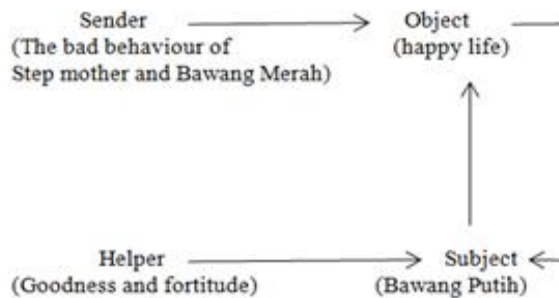 Sender
(The bad behaviour of
Step mother and Bawang Merah)
Object
(happy life)
Helper
(Goodness and fortitude)
Subject
(Bawang Putih)